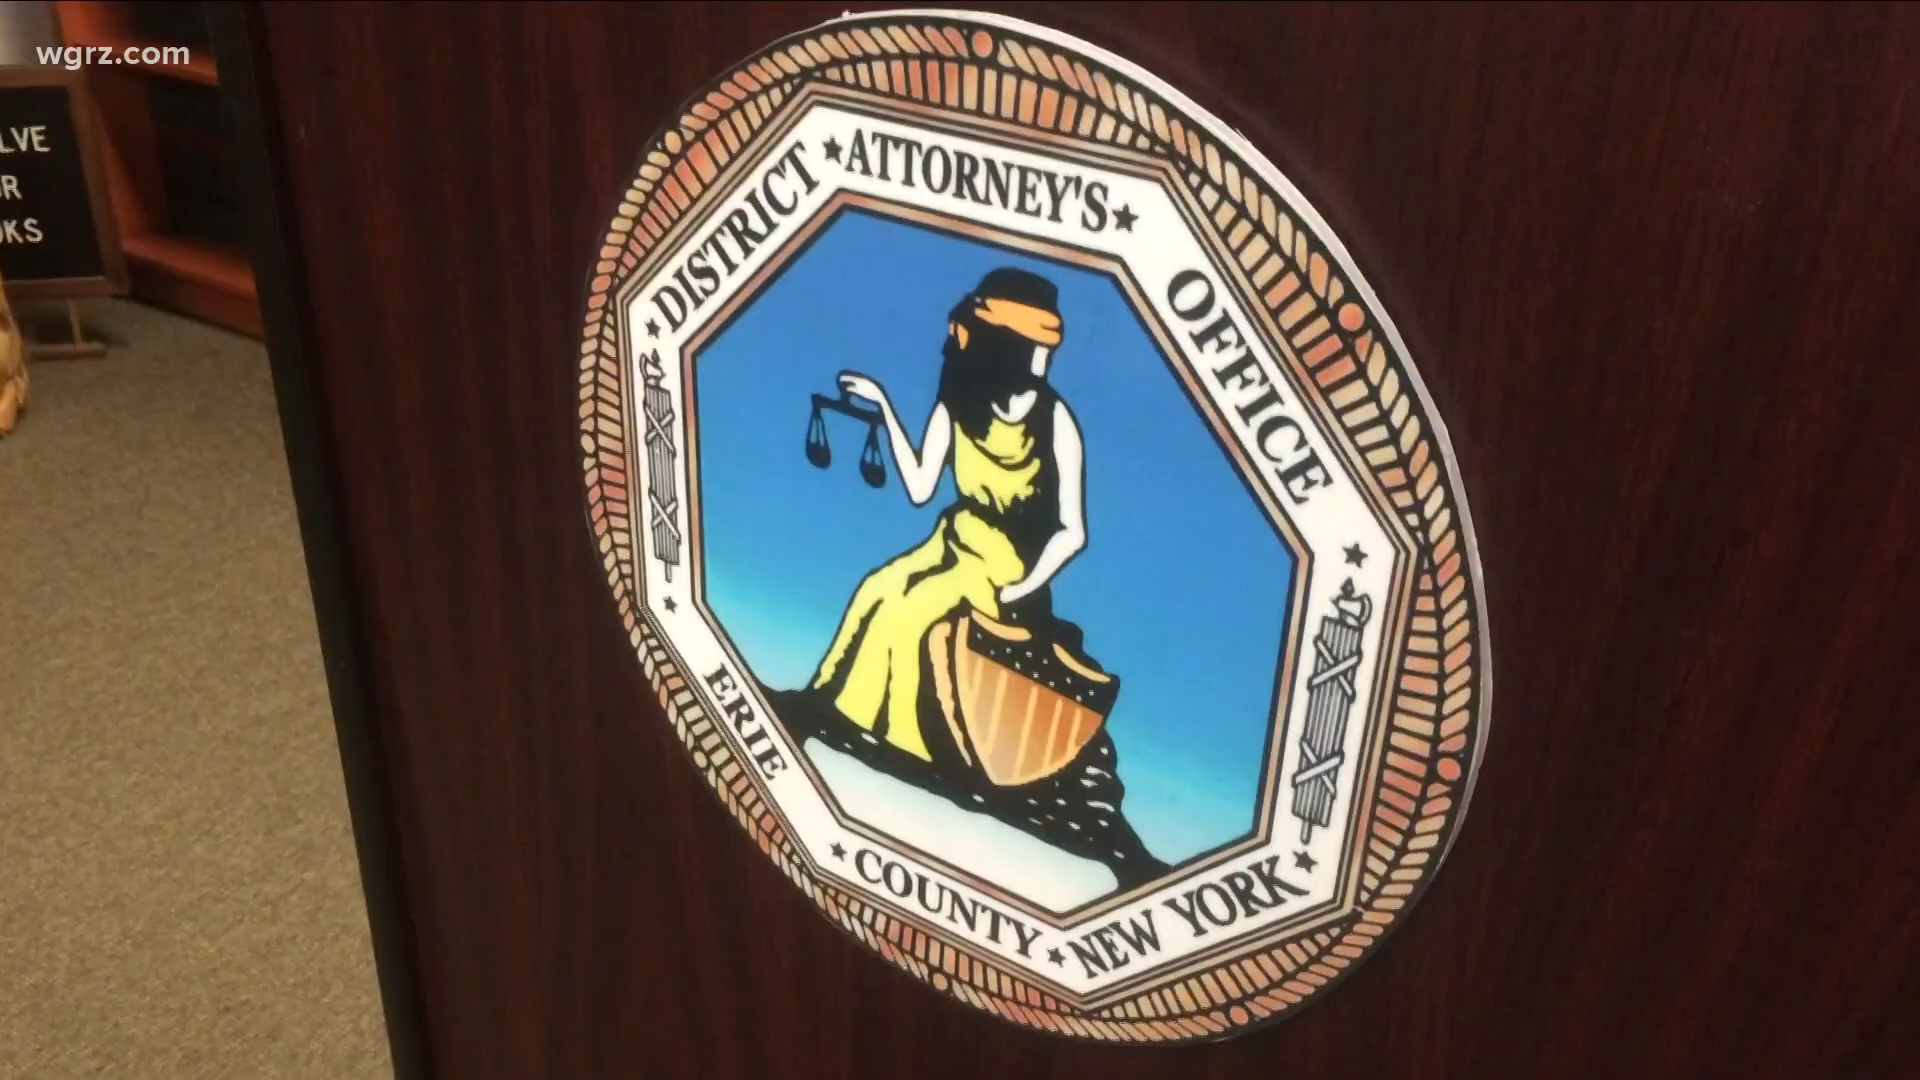 wgrz.com
DISTRICT ★ ATTORNEY'S ★ OFFICE
ERIE ★ COUNTY ★ NEW YORK